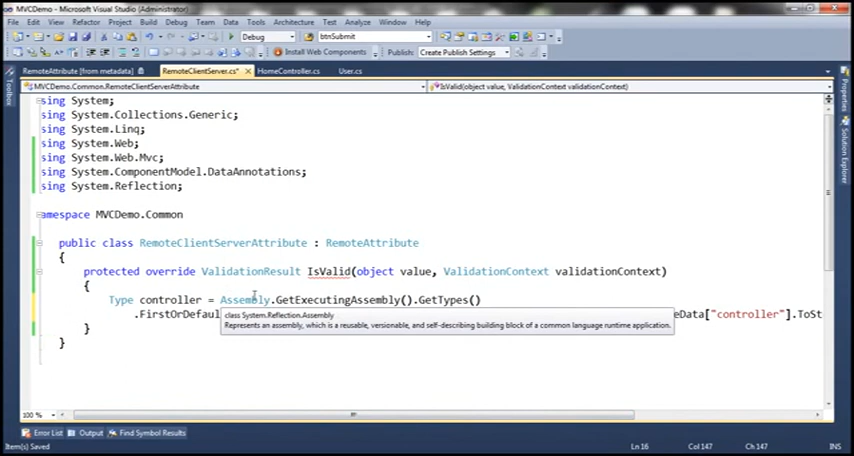 MVCDemo - Microsoft Visual Studio (Administrator)
File Edit View Refactor Project Build Debug Team Data Tools Architecture Test Analyze Window Help
Debug btnSubmit
Install Web Components Publish: Create Publish Settings
RemoteAttribute [from metadata] RemoteClientServer.cs* HomeController.cs User.cs
MVCDemo.Common.RemoteClientServerAttribute IsValid(object value, ValidationContext validationContext)
Toolbox
Properties
Solution Explorer
sing System;
sing System.Collections.Generic;
sing System.Linq;
sing System.Web;
sing System.Web.Mvc;
sing System.ComponentModel.DataAnnotations;
sing System.Reflection;
amespace MVCDemo.Common
public class RemoteClientServerAttribute : RemoteAttribute
{
protected override ValidationResult IsValid(object value, ValidationContext validationContext)
{
Type controller = Assembly.GetExecutingAssembly().GetTypes()
.FirstOrDefaul eData["controller"].ToSt
class System.Reflection.Assembly
Represents an assembly, which is a reusable, versionable, and self-describing building block of a common language runtime application.
}
}
100 %
Error List Output Find Symbol Results
Item(s) Saved Ln 16 Col 147 Ch 147 INS